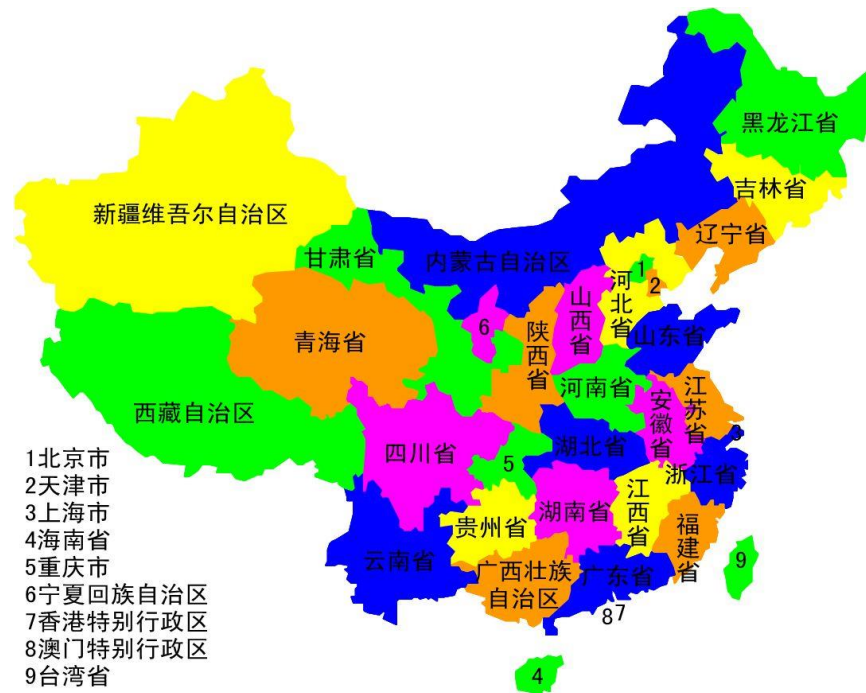 黑龙江省
吉林省
辽宁省
新疆维吾尔自治区
甘肃省
内蒙古自治区
1
2
河北省
山西省
6
陕西省
山东省
青海省
河南省
西藏自治区
江苏省
安徽省
3
四川省
5
湖北省
浙江省
贵州省
湖南省
江西省
福建省
云南省
广西壮族
自治区
广东省
9
87
4
1北京市
2天津市
3上海市
4海南省
5重庆市
6宁夏回族自治区
7香港特别行政区
8澳门特别行政区
9台湾省